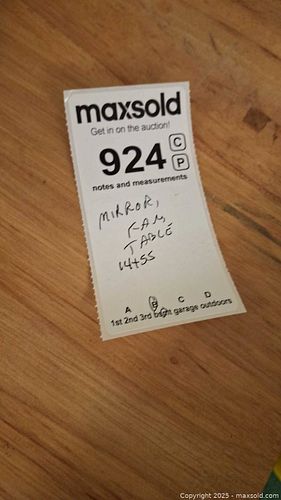 maxsold
Get in on the auction!
924 C
P
notes and measurements
MIRROR,
FAN,
TABLE
A B C D
1st 2nd 3rd bsmt garage outdoors
Copyright 2025 - maxsold.com